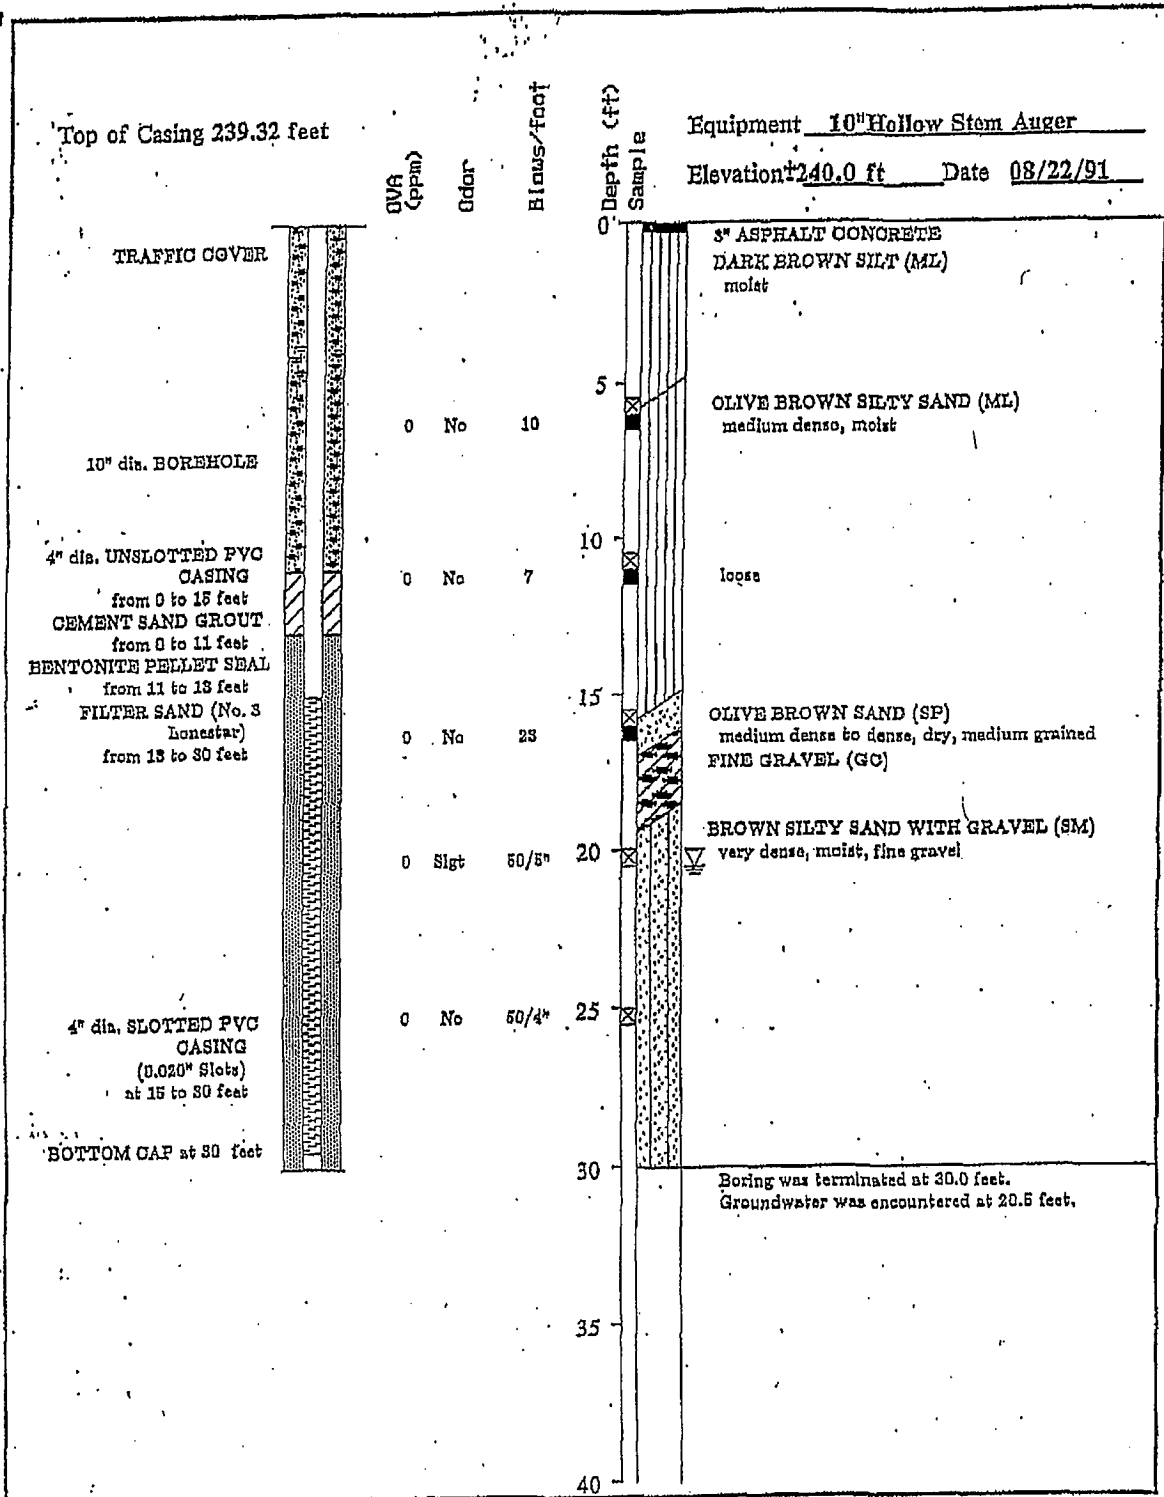 Top of Casing 239.32 feet
OVA (ppm)
Odor
Blows/foot
Depth (ft)
Sample
Equipment 10" Hollow Stem Auger
Elevation ±240.0 ft Date 08/22/91
TRAFFIC COVER
10" dia. BOREHOLE
4" dia. UNSLOTTED PVC
CASING
from 0 to 15 feet
CEMENT SAND GROUT
from 0 to 11 feet
BENTONITE PELLET SEAL
from 11 to 13 feet
FILTER SAND (No. 3
Lonestar)
from 13 to 30 feet
4" dia. SLOTTED PVC
CASING
(0.020" Slots)
at 15 to 30 feet
BOTTOM CAP at 30 feet
0 No 10
0 No 7
0 No 23
0 Slgt 50/5"
0 No 50/4"
0
5
10
15
20
25
30
35
40
3" ASPHALT CONCRETE
DARK BROWN SILT (ML)
moist
OLIVE BROWN SILTY SAND (ML)
medium dense, moist
loose
OLIVE BROWN SAND (SP)
medium dense to dense, dry, medium grained
FINE GRAVEL (GC)
BROWN SILTY SAND WITH GRAVEL (SM)
very dense, moist, fine gravel
Boring was terminated at 30.0 feet.
Groundwater was encountered at 20.5 feet.